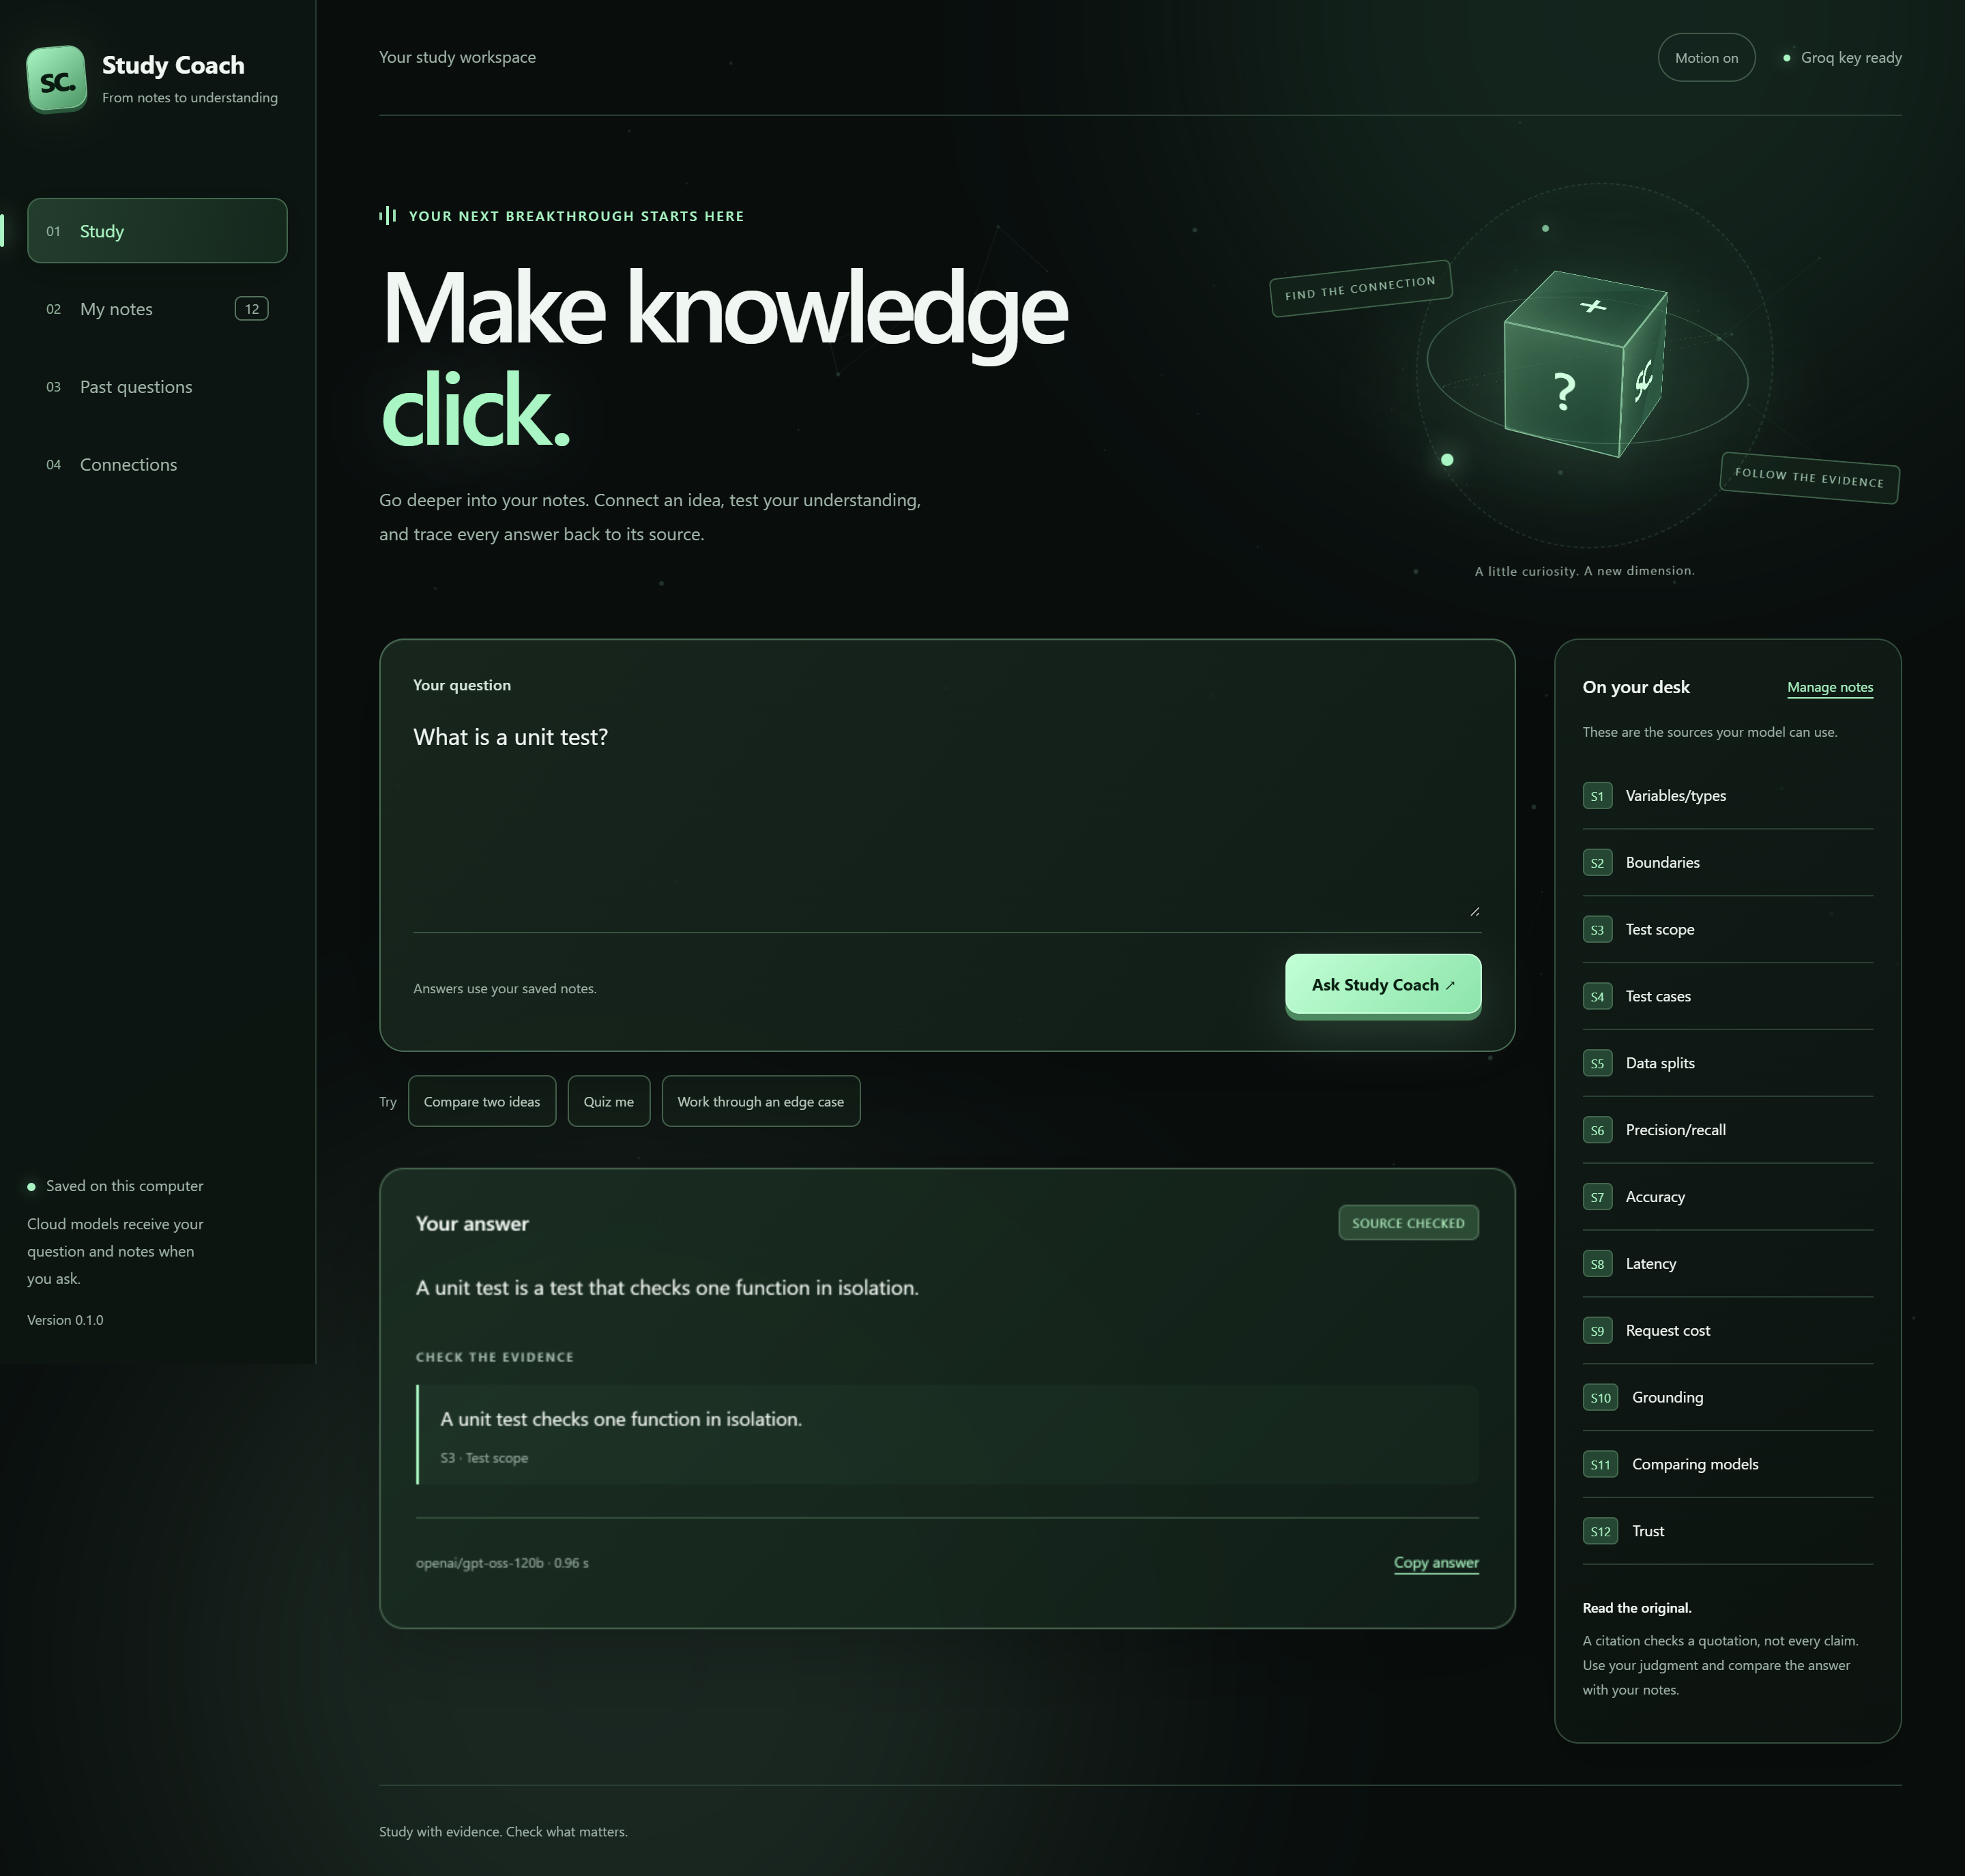 sc.
Study Coach
From notes to understanding
01 Study
02 My notes 12
03 Past questions
04 Connections
Saved on this computer
Cloud models receive your
question and notes when
you ask.
Version 0.1.0
Your study workspace
Motion on
Groq key ready
YOUR NEXT BREAKTHROUGH STARTS HERE
Make knowledge
click.
Go deeper into your notes. Connect an idea, test your understanding,
and trace every answer back to its source.
FIND THE CONNECTION
+
?
FOLLOW THE EVIDENCE
A little curiosity. A new dimension.
Your question
What is a unit test?
Answers use your saved notes.
Ask Study Coach ↗
Try
Compare two ideas
Quiz me
Work through an edge case
Your answer
SOURCE CHECKED
A unit test is a test that checks one function in isolation.
CHECK THE EVIDENCE
A unit test checks one function in isolation.
S3 · Test scope
openai/gpt-oss-120b · 0.96 s
Copy answer
On your desk
Manage notes
These are the sources your model can use.
S1 Variables/types
S2 Boundaries
S3 Test scope
S4 Test cases
S5 Data splits
S6 Precision/recall
S7 Accuracy
S8 Latency
S9 Request cost
S10 Grounding
S11 Comparing models
S12 Trust
Read the original.
A citation checks a quotation, not every claim.
Use your judgment and compare the answer
with your notes.
Study with evidence. Check what matters.